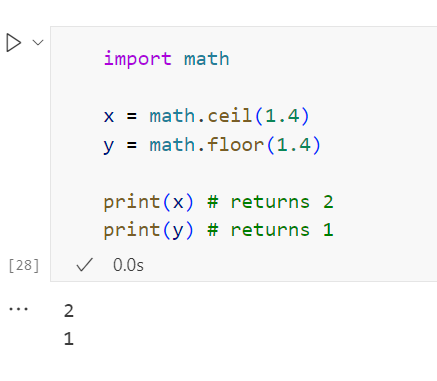 import math
x = math.ceil(1.4)
y = math.floor(1.4)
print(x) # returns 2
print(y) # returns 1
[28] ✓ 0.0s
··· 2
1